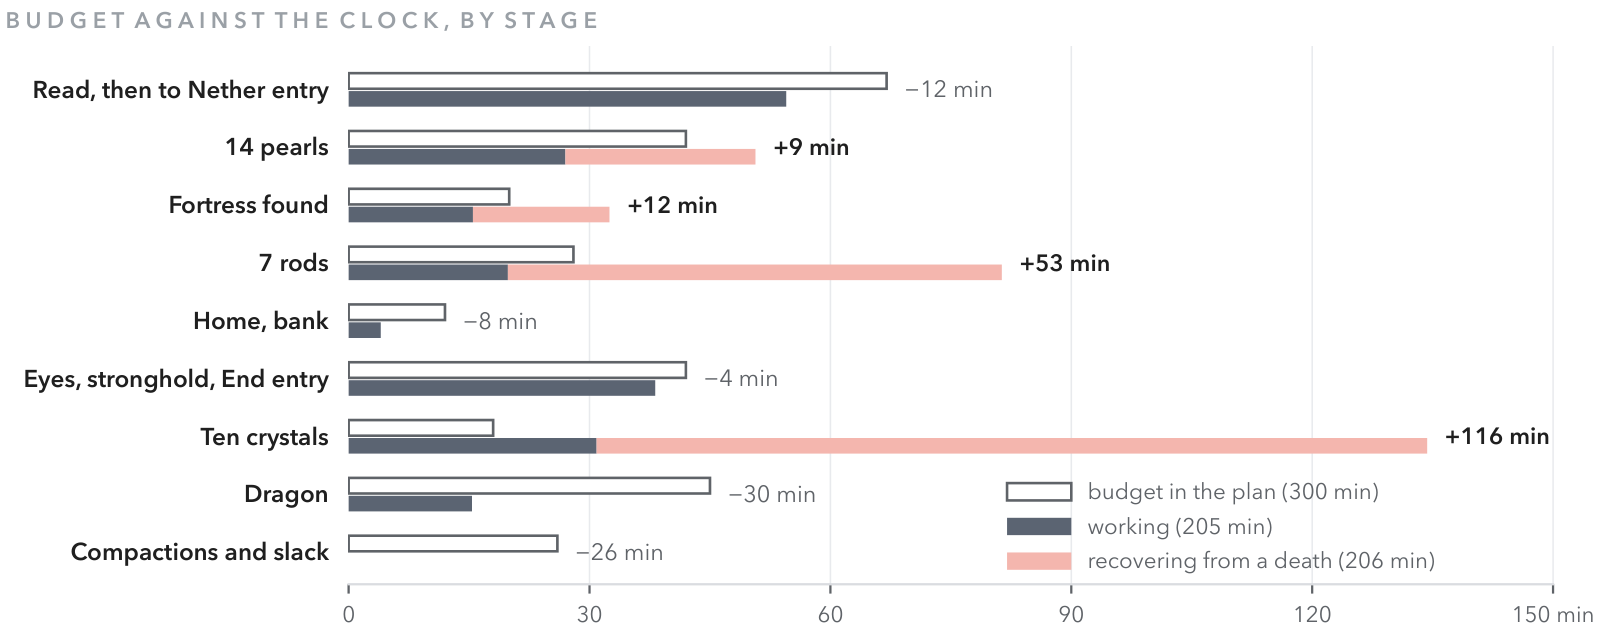 BUDGET AGAINST THE CLOCK, BY STAGE
Read, then to Nether entry −12 min
14 pearls +9 min
Fortress found +12 min
7 rods +53 min
Home, bank −8 min
Eyes, stronghold, End entry −4 min
Ten crystals +116 min
Dragon −30 min
Compactions and slack −26 min
budget in the plan (300 min)
working (205 min)
recovering from a death (206 min)
0 30 60 90 120 150 min